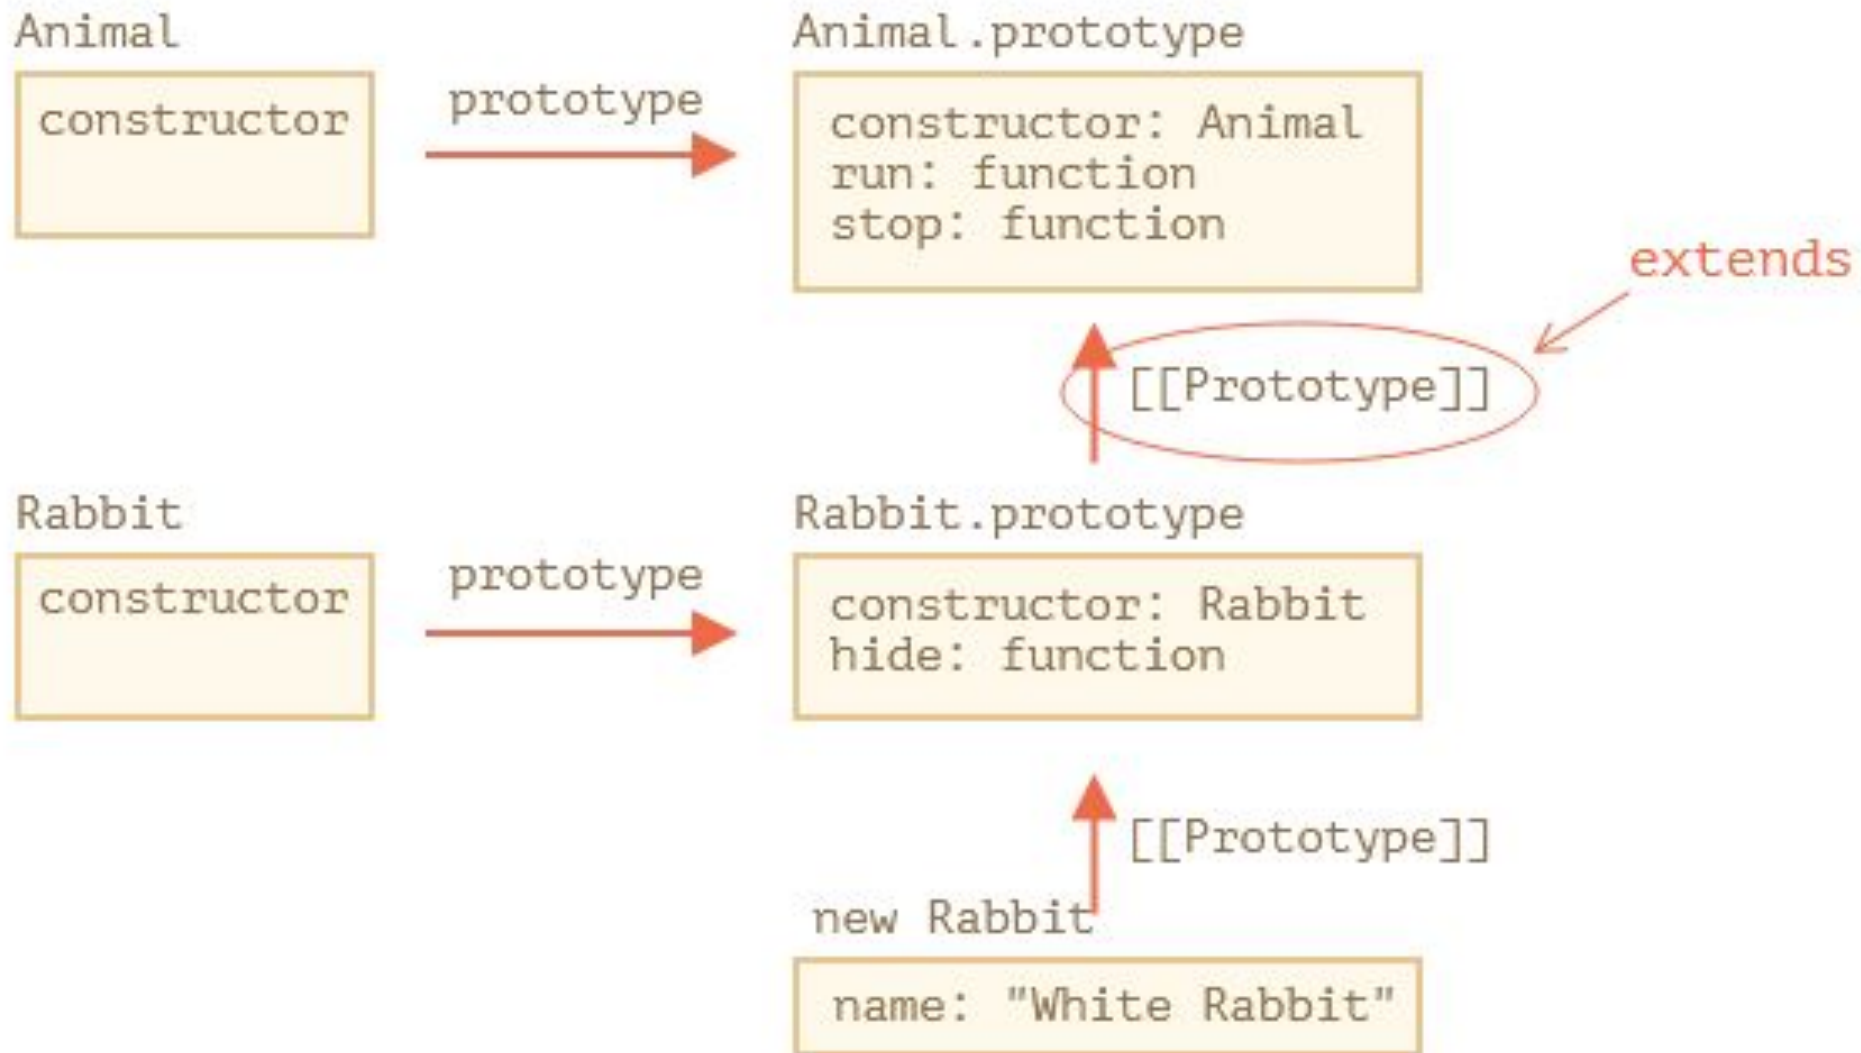 Animal
Animal.prototype
constructor
prototype
constructor: Animal
run: function
stop: function
extends
[[Prototype]]
Rabbit
Rabbit.prototype
constructor
prototype
constructor: Rabbit
hide: function
[[Prototype]]
new Rabbit
name: "White Rabbit"